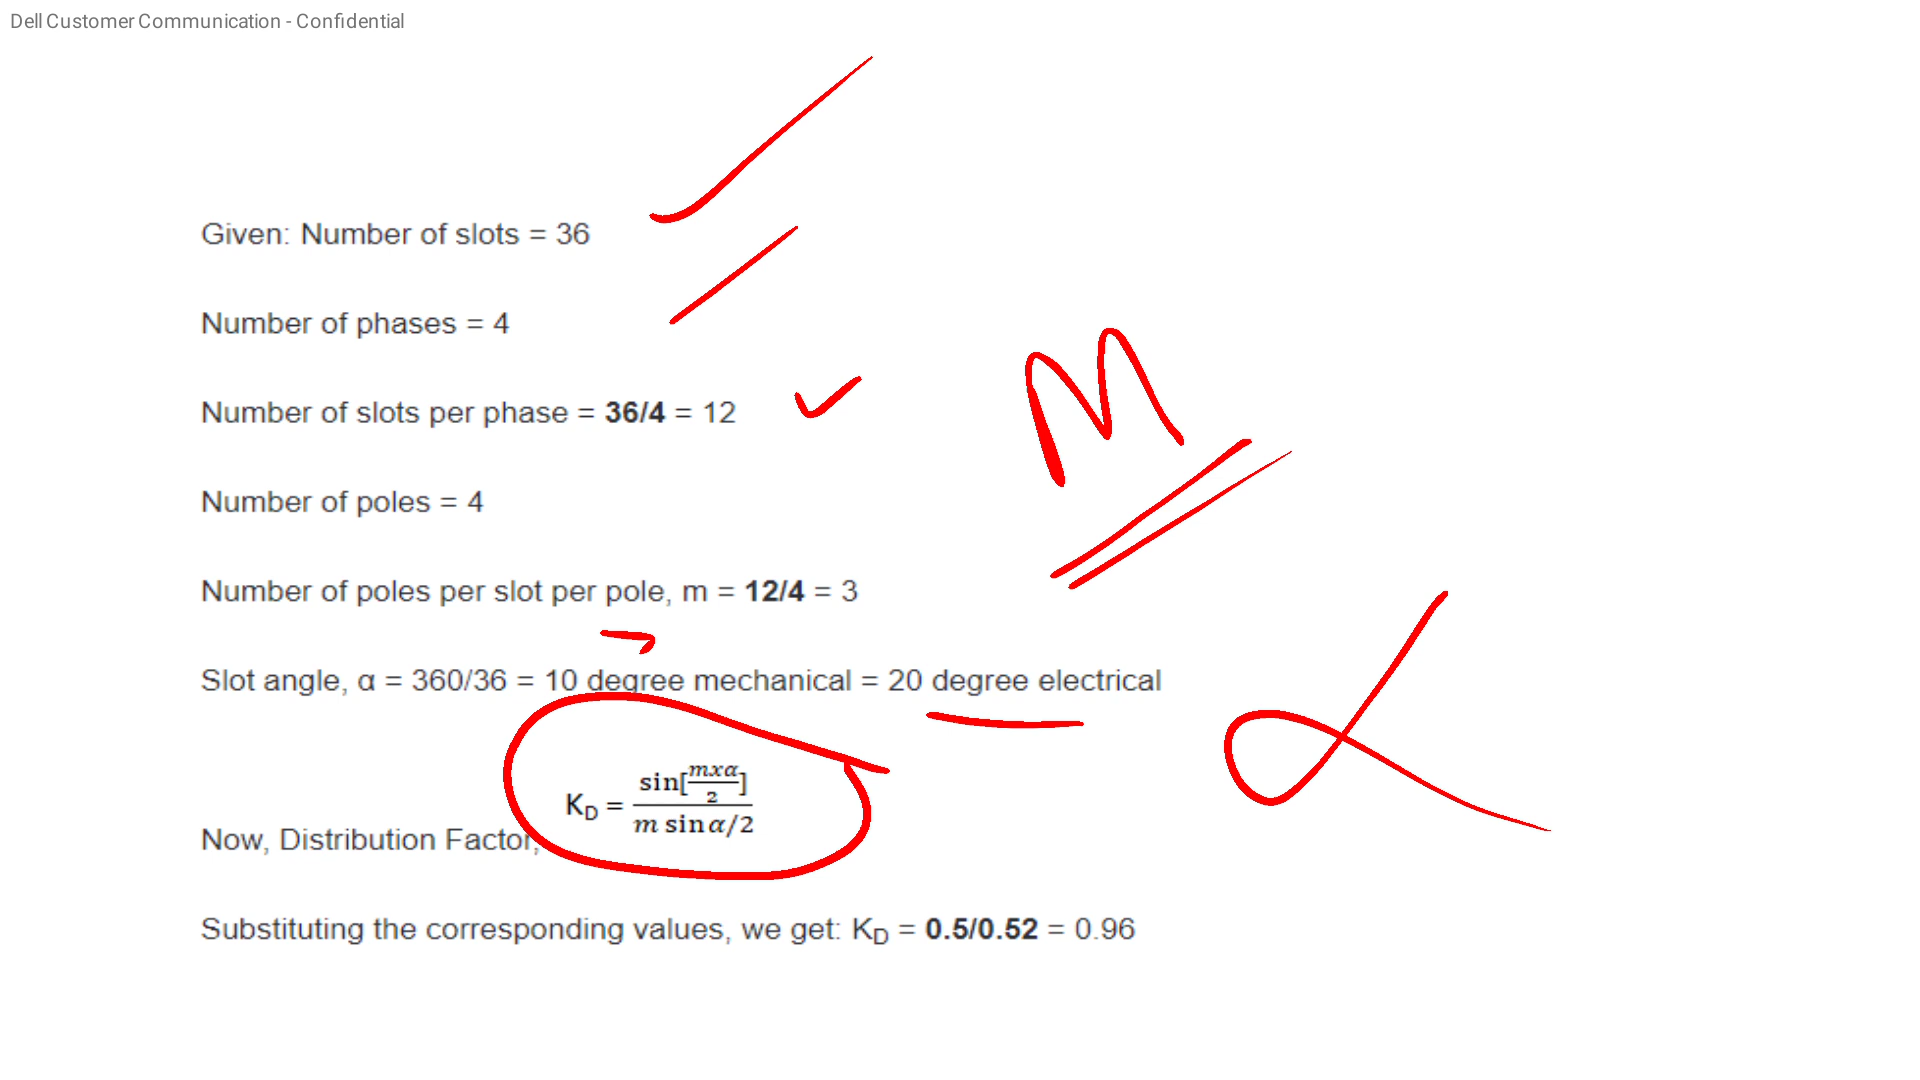 Dell Customer Communication - Confidential
Given: Number of slots = 36
Number of phases = 4
Number of slots per phase = 36/4 = 12
M
Number of poles = 4
Number of poles per slot per pole, m = 12/4 = 3
Slot angle, α = 360/36 = 10 degree mechanical = 20 degree electrical
α
Now, Distribution Factor, K_D = sin[mxα/2] / m sin α/2
Substituting the corresponding values, we get: K_D = 0.5/0.52 = 0.96